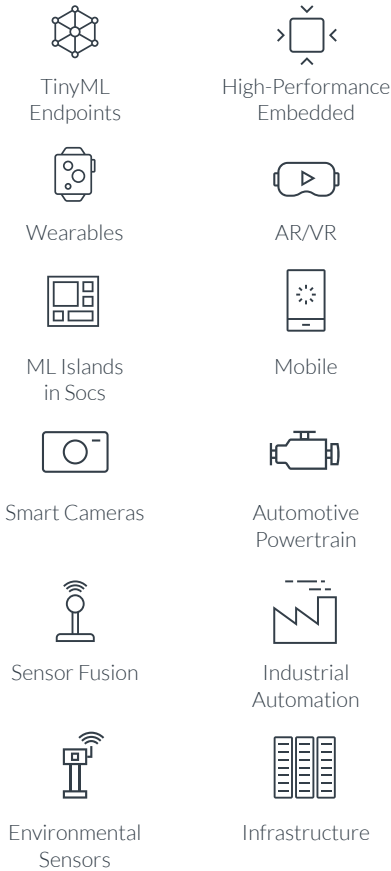 TinyML
Endpoints
High-Performance
Embedded
Wearables
AR/VR
ML Islands
in Socs
Mobile
Smart Cameras
Automotive
Powertrain
Sensor Fusion
Industrial
Automation
Environmental
Sensors
Infrastructure